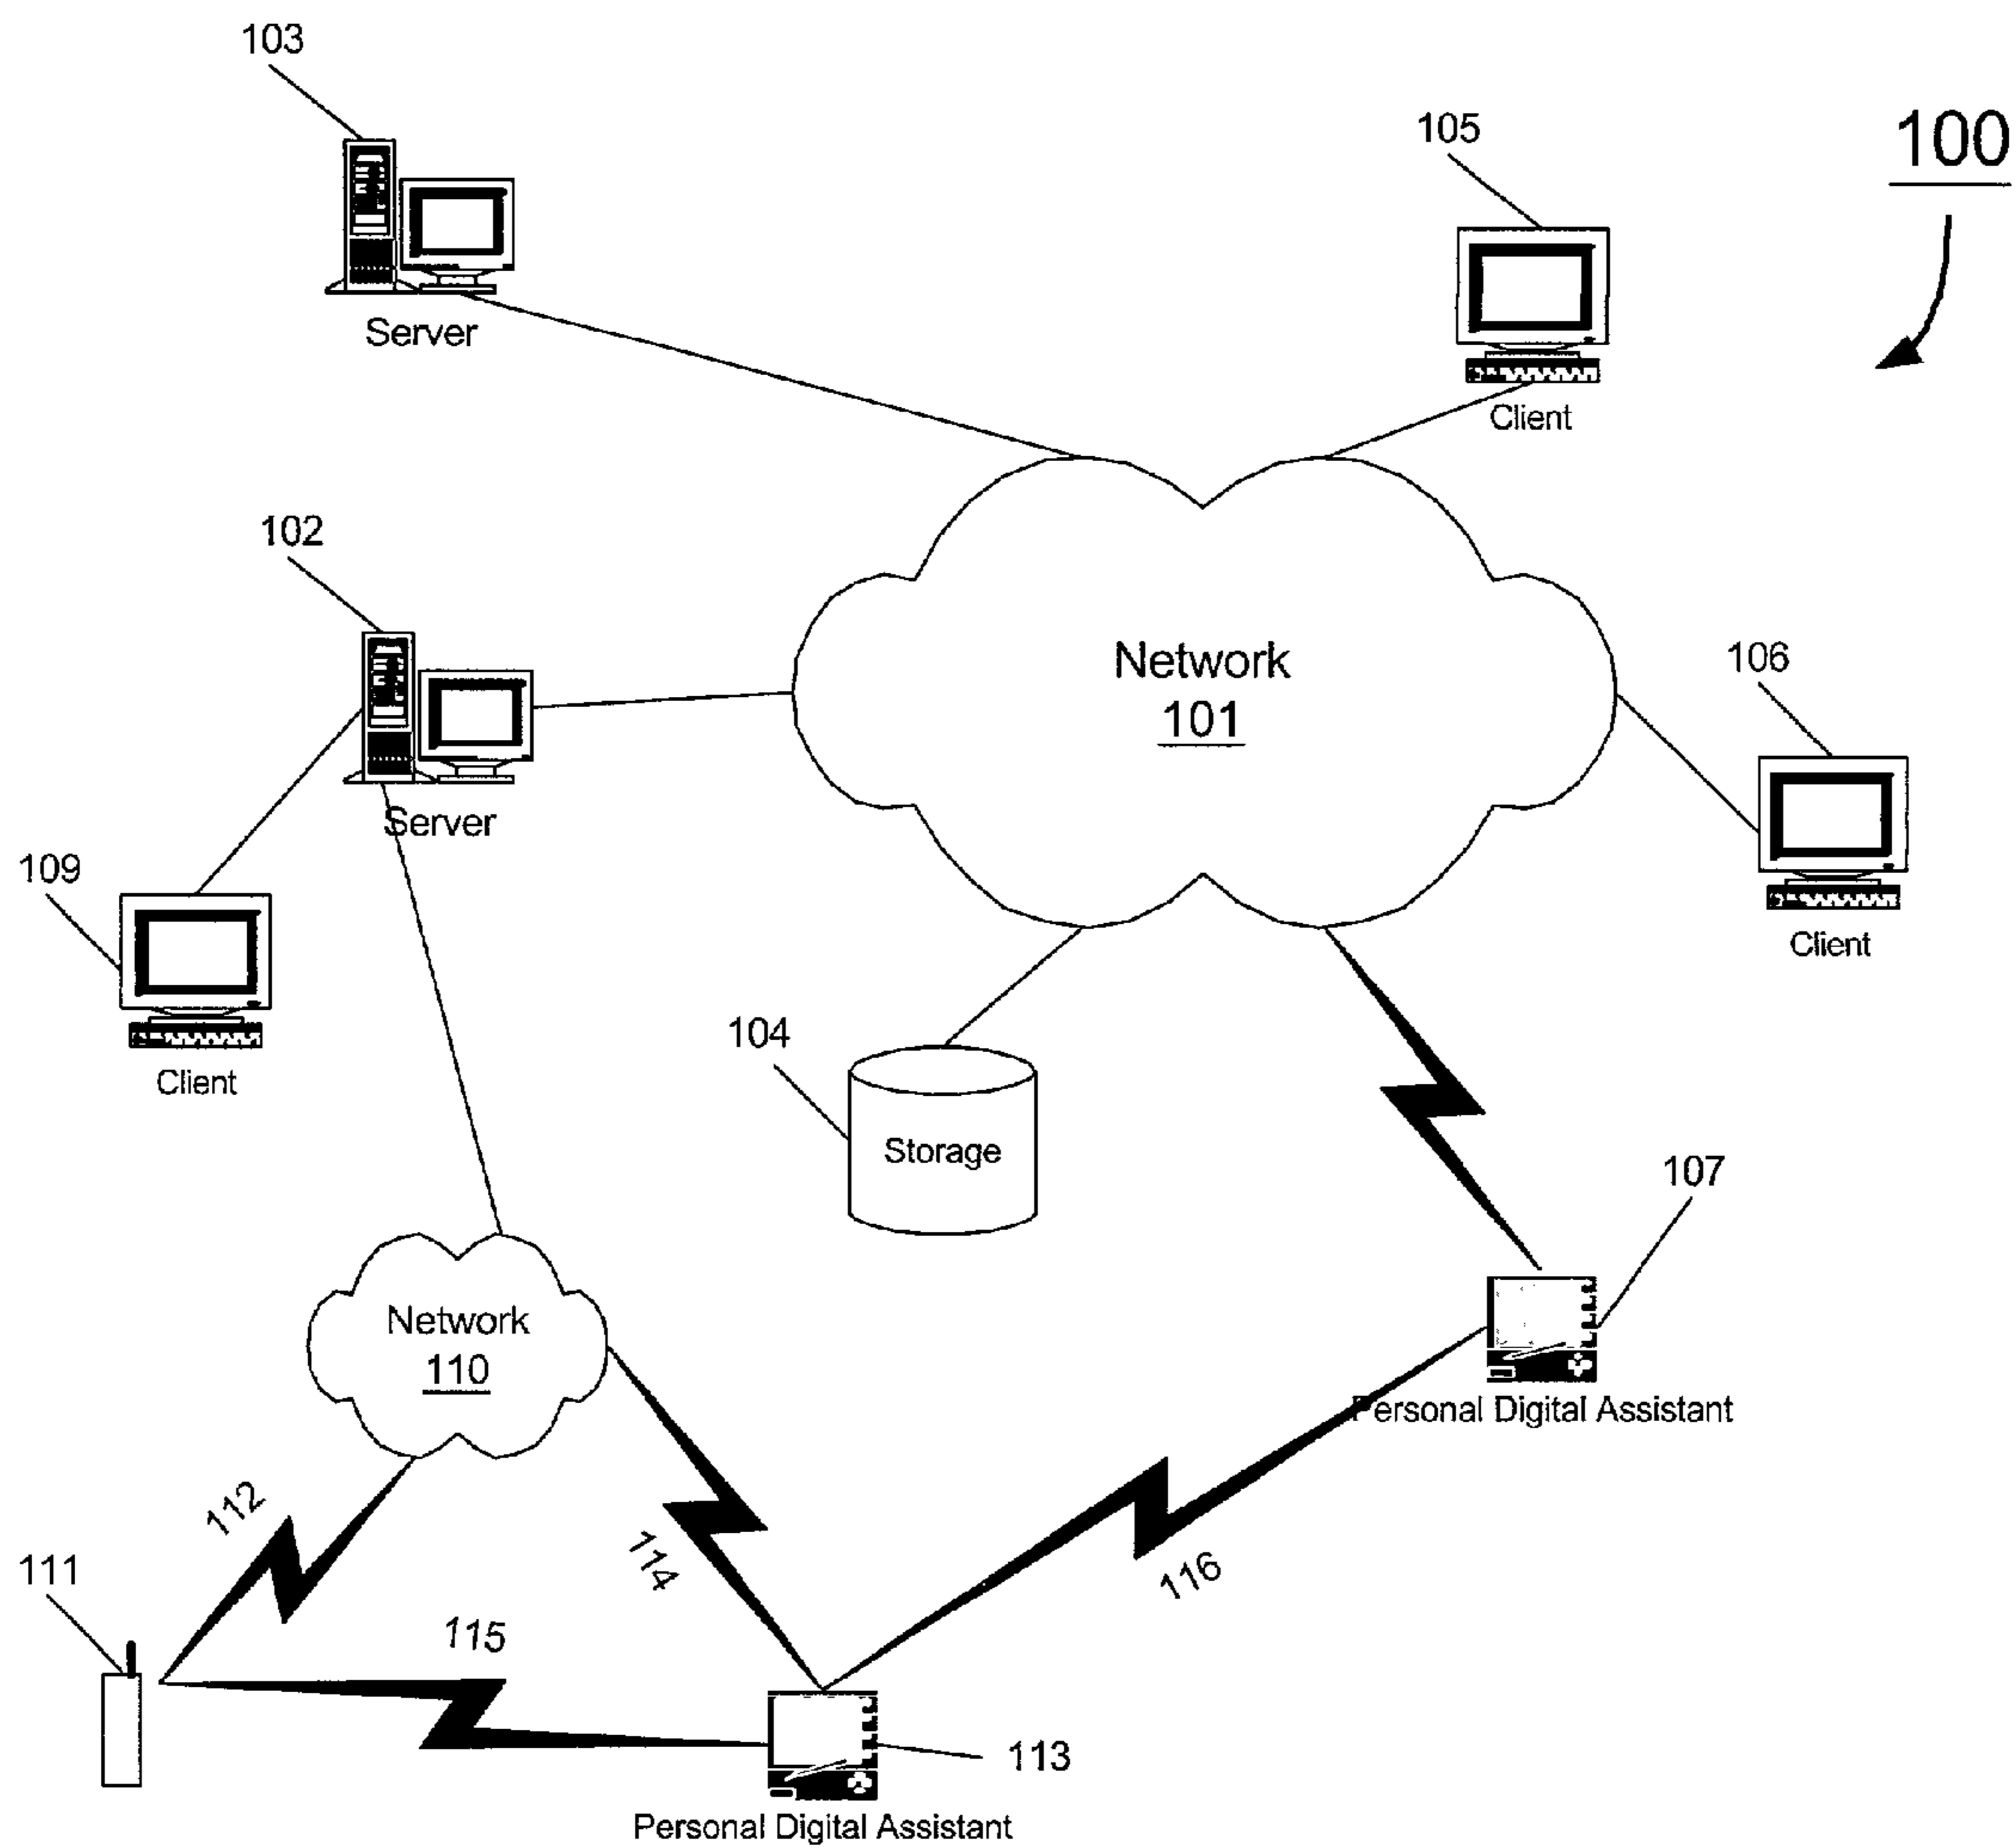 103
105
100
Server
Client
102
Network
101
106
Server
109
Client
Client
104
Storage
107
Network
110
Personal Digital Assistant
112
114
116
111
115
113
Personal Digital Assistant